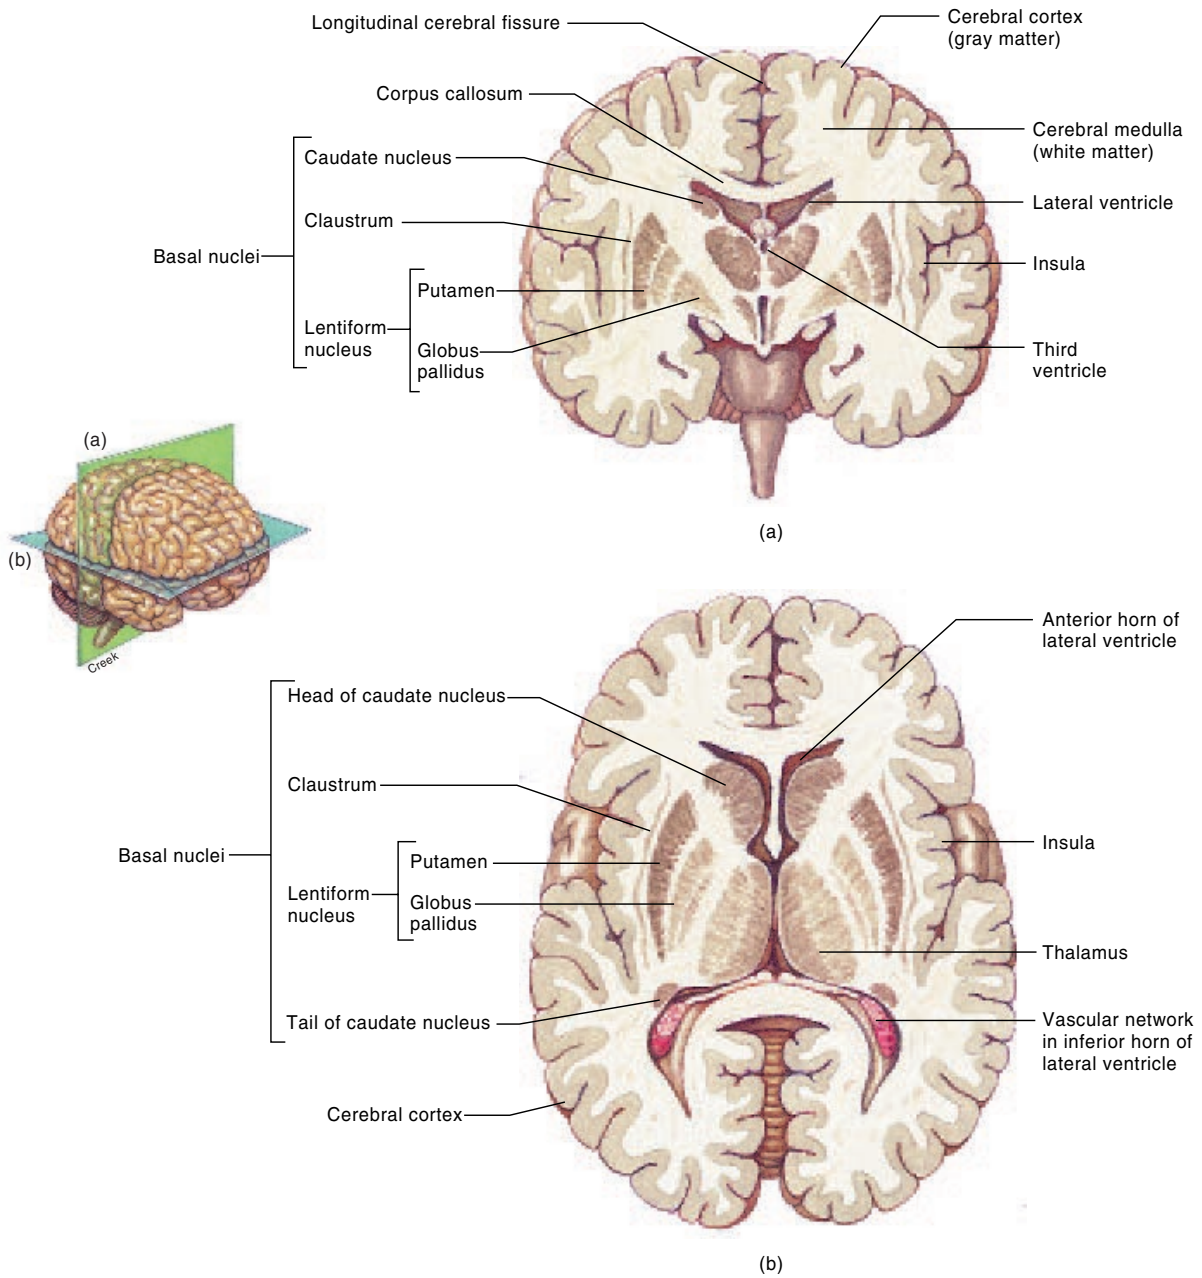 Longitudinal cerebral fissure
Cerebral cortex
(gray matter)
Corpus callosum
Cerebral medulla
(white matter)
Caudate nucleus
Lateral ventricle
Claustrum
Basal nuclei
Insula
Putamen
Lentiform
nucleus
Globus
pallidus
Third
ventricle
(a)
(a)
(b)
Creek
Anterior horn of
lateral ventricle
Head of caudate nucleus
Claustrum
Basal nuclei
Putamen
Insula
Lentiform
nucleus
Globus
pallidus
Thalamus
Tail of caudate nucleus
Vascular network
in inferior horn of
lateral ventricle
Cerebral cortex
(b)